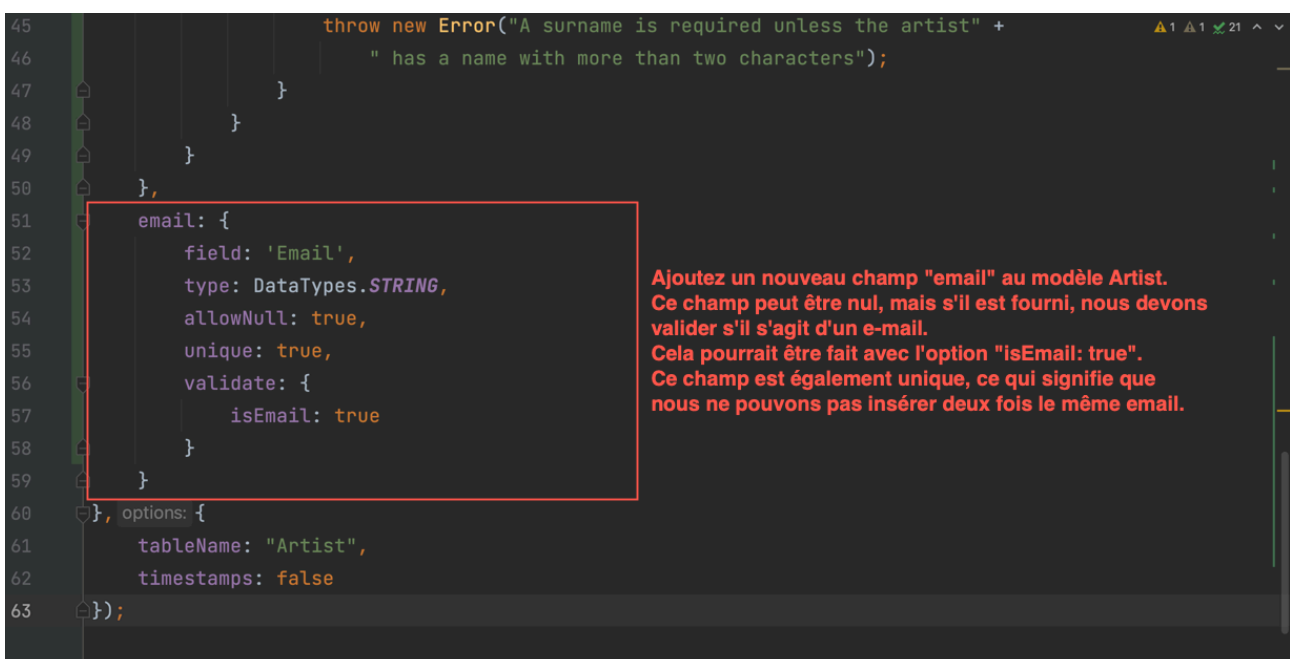 45 throw new Error("A surname is required unless the artist" + 1 1 21
46 " has a name with more than two characters");
47 }
48 }
49 }
50 },
51 email: {
52 field: 'Email',
53 type: DataTypes.STRING,
54 allowNull: true,
55 unique: true,
56 validate: {
57 isEmail: true
58 }
59 }
60 }, options: {
61 tableName: "Artist",
62 timestamps: false
63 });
Ajoutez un nouveau champ "email" au modèle Artist.
Ce champ peut être nul, mais s'il est fourni, nous devons
valider s'il s'agit d'un e-mail.
Cela pourrait être fait avec l'option "isEmail: true".
Ce champ est également unique, ce qui signifie que
nous ne pouvons pas insérer deux fois le même email.